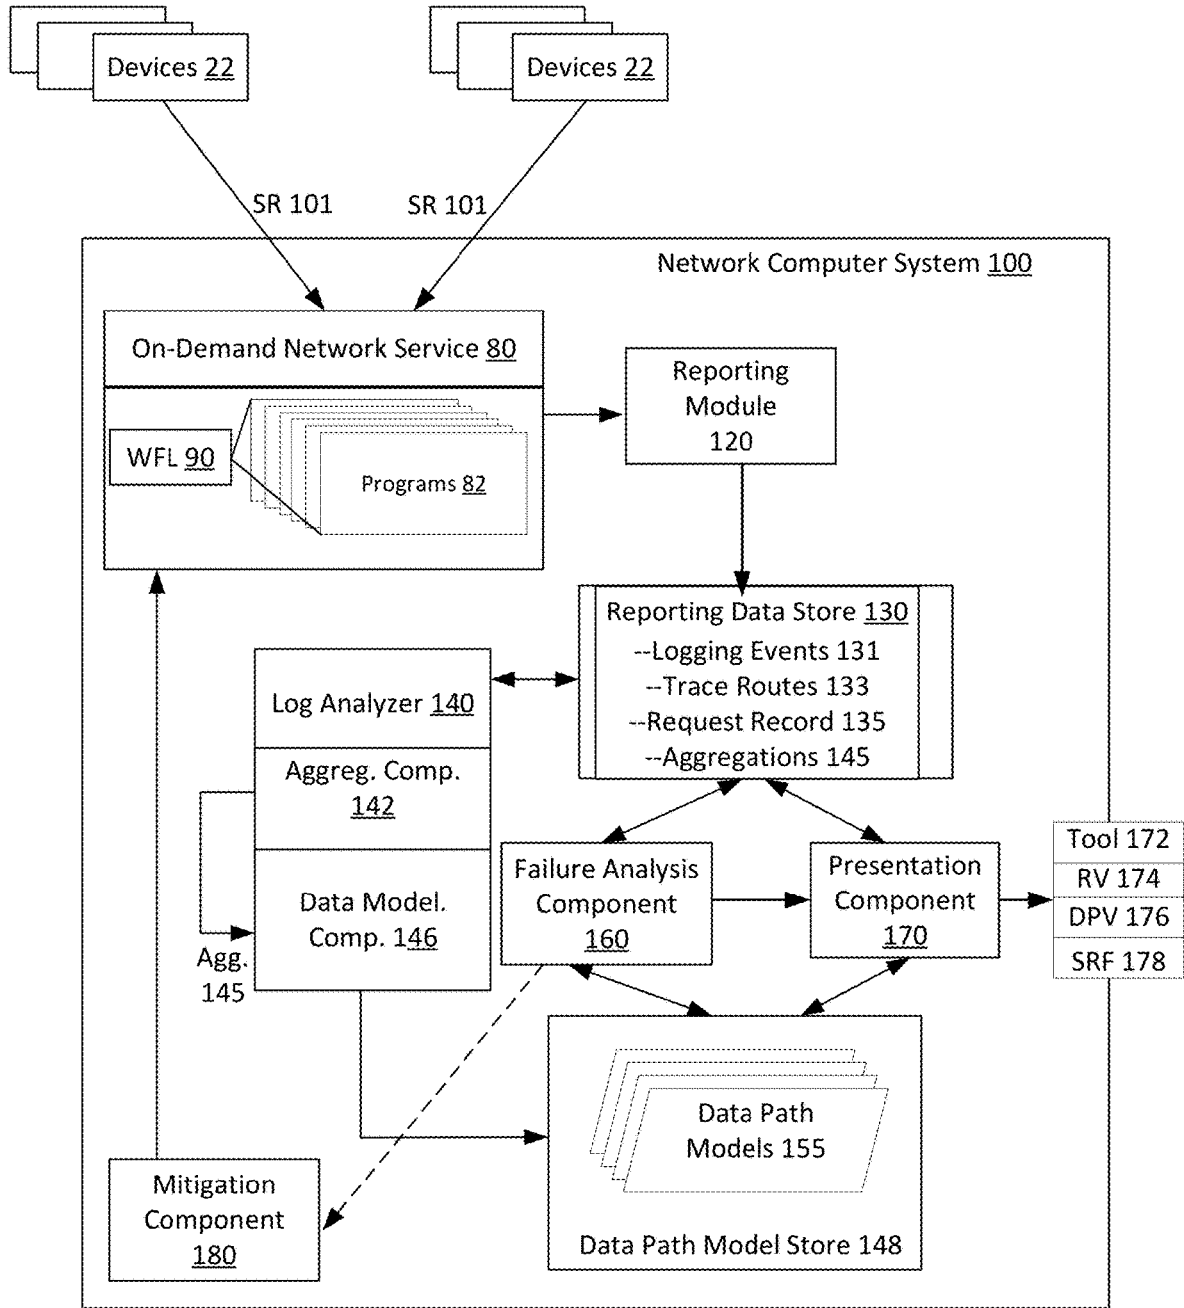 Devices 22
Devices 22
SR 101
SR 101
Network Computer System 100
On-Demand Network Service 80
Reporting
Module
120
WFL 90
Programs 82
Reporting Data Store 130
--Logging Events 131
--Trace Routes 133
--Request Record 135
--Aggregations 145
Log Analyzer 140
Aggreg. Comp.
142
Data Model.
Comp. 146
Agg.
145
Failure Analysis
Component
160
Presentation
Component
170
Tool 172
RV 174
DPV 176
SRF 178
Data Path
Models 155
Data Path Model Store 148
Mitigation
Component
180